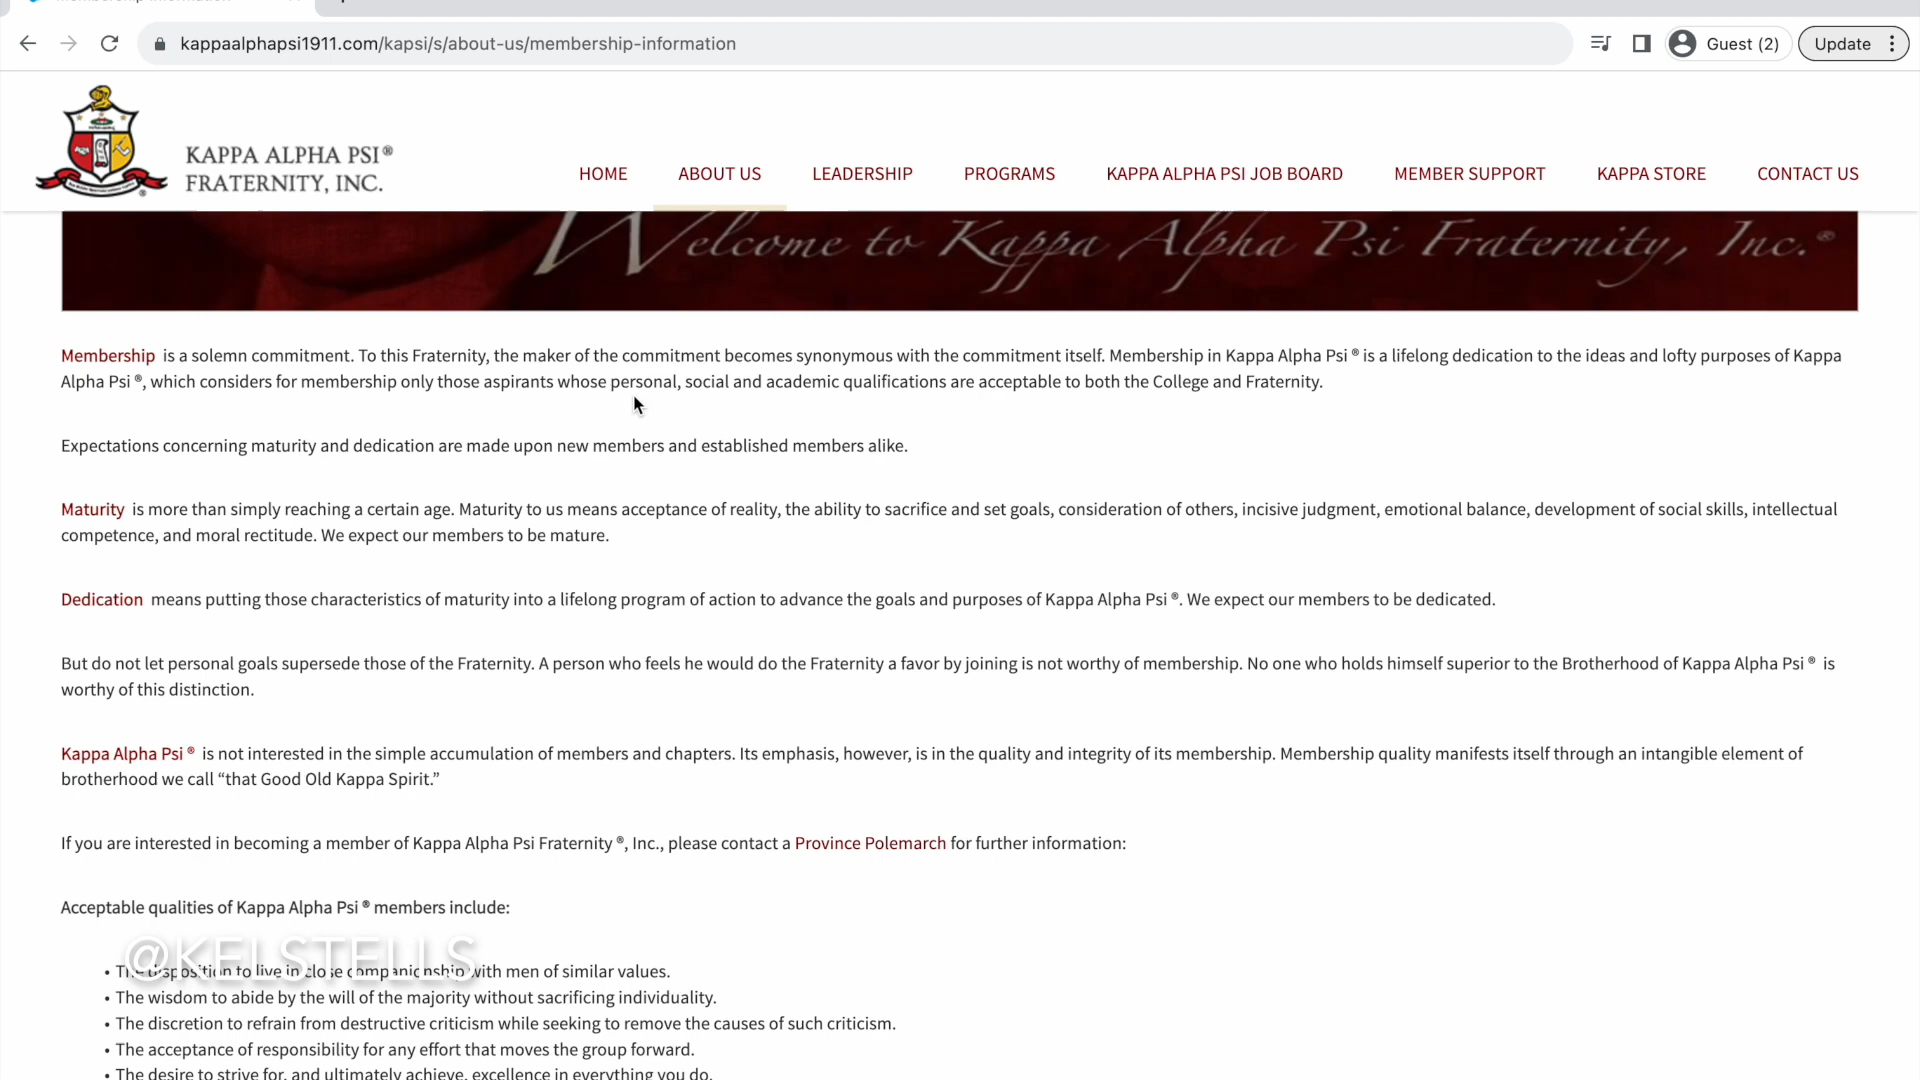 kappaalphapsi1911.com/kapsi/s/about-us/membership-information
Guest (2)
Update
KAPPA ALPHA PSI®
FRATERNITY, INC.
HOME
ABOUT US
LEADERSHIP
PROGRAMS
KAPPA ALPHA PSI JOB BOARD
MEMBER SUPPORT
KAPPA STORE
CONTACT US
Welcome to Kappa Alpha Psi Fraternity, Inc.®
Membership is a solemn commitment. To this Fraternity, the maker of the commitment becomes synonymous with the commitment itself. Membership in Kappa Alpha Psi ® is a lifelong dedication to the ideas and lofty purposes of Kappa
Alpha Psi ®, which considers for membership only those aspirants whose personal, social and academic qualifications are acceptable to both the College and Fraternity.
Expectations concerning maturity and dedication are made upon new members and established members alike.
Maturity is more than simply reaching a certain age. Maturity to us means acceptance of reality, the ability to sacrifice and set goals, consideration of others, incisive judgment, emotional balance, development of social skills, intellectual
competence, and moral rectitude. We expect our members to be mature.
Dedication means putting those characteristics of maturity into a lifelong program of action to advance the goals and purposes of Kappa Alpha Psi ®. We expect our members to be dedicated.
But do not let personal goals supersede those of the Fraternity. A person who feels he would do the Fraternity a favor by joining is not worthy of membership. No one who holds himself superior to the Brotherhood of Kappa Alpha Psi ® is
worthy of this distinction.
Kappa Alpha Psi ® is not interested in the simple accumulation of members and chapters. Its emphasis, however, is in the quality and integrity of its membership. Membership quality manifests itself through an intangible element of
brotherhood we call “that Good Old Kappa Spirit.”
If you are interested in becoming a member of Kappa Alpha Psi Fraternity ®, Inc., please contact a Province Polemarch for further information:
Acceptable qualities of Kappa Alpha Psi ® members include:
@KELSTELLS
• The disposition to live in close companionship with men of similar values.
• The wisdom to abide by the will of the majority without sacrificing individuality.
• The discretion to refrain from destructive criticism while seeking to remove the causes of such criticism.
• The acceptance of responsibility for any effort that moves the group forward.
• The desire to strive for, and ultimately achieve, excellence in everything you do.